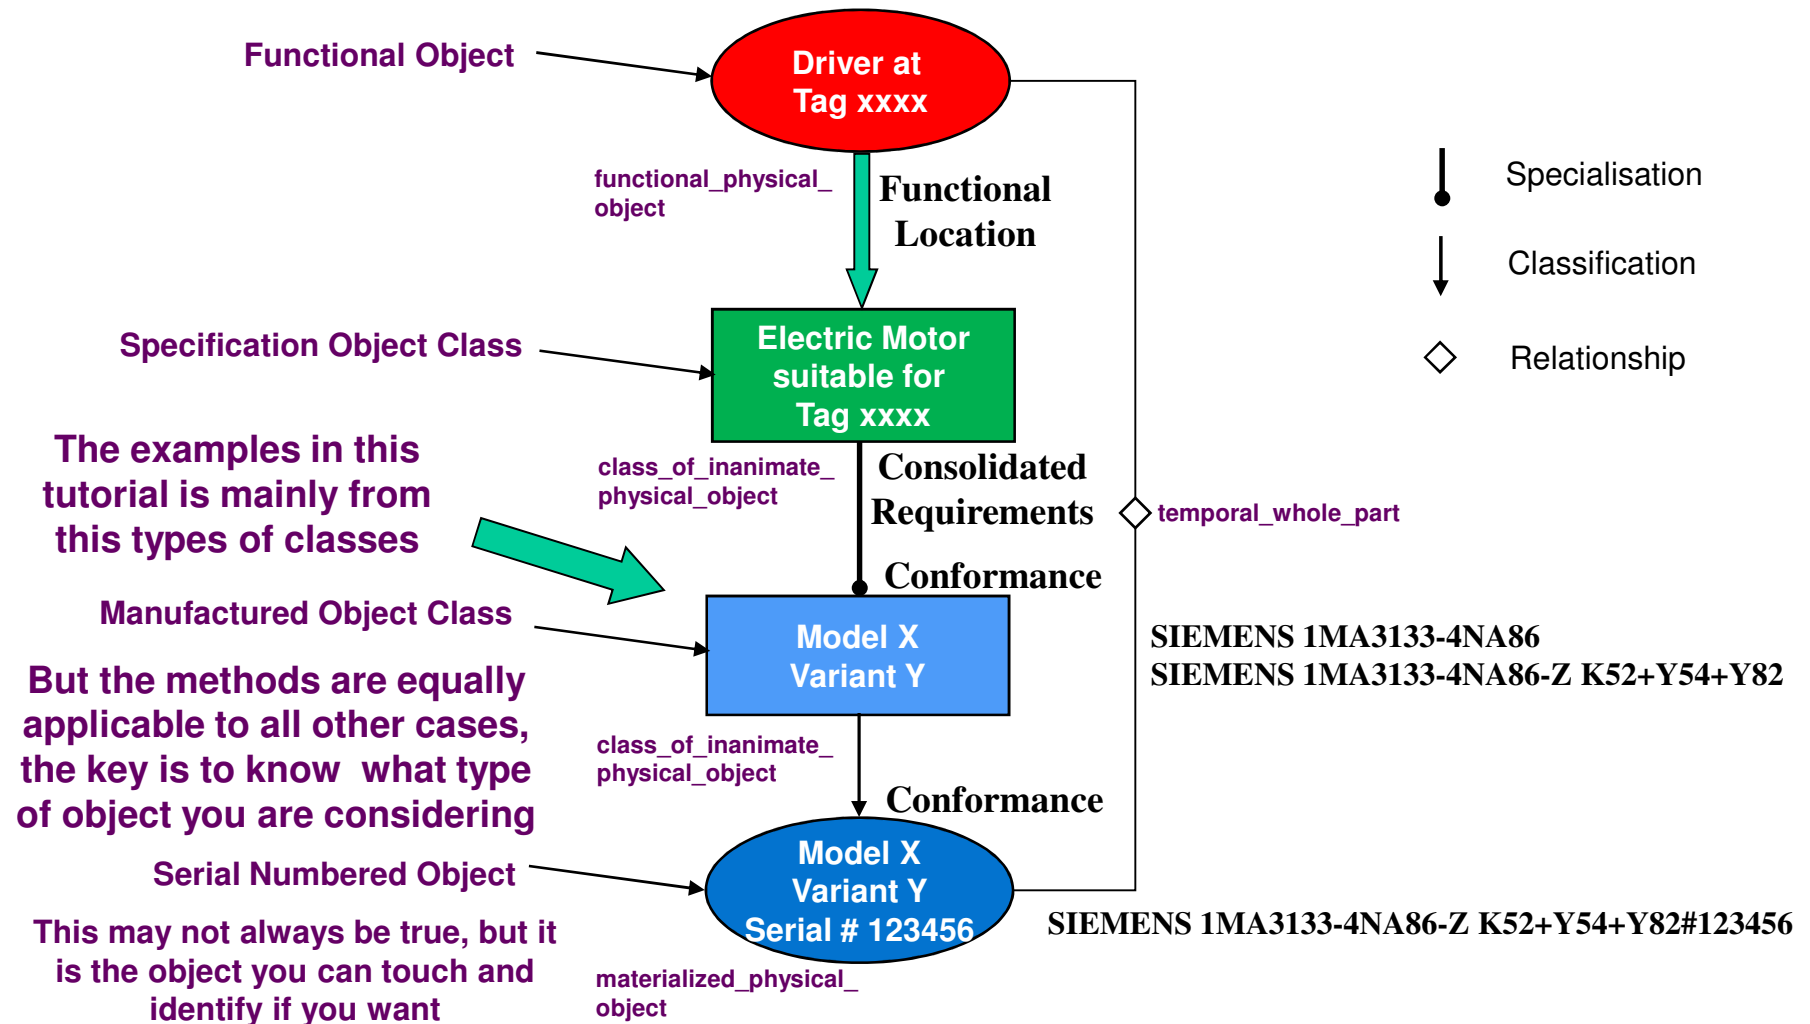 Functional Object
Driver at
Tag xxxx
functional_physical_
object
Functional
Location
Specialisation
Classification
Relationship
Specification Object Class
Electric Motor
suitable for
Tag xxxx
The examples in this
tutorial is mainly from
this types of classes
class_of_inanimate_
physical_object
Consolidated
Requirements
temporal_whole_part
Conformance
Manufactured Object Class
Model X
Variant Y
SIEMENS 1MA3133-4NA86
SIEMENS 1MA3133-4NA86-Z K52+Y54+Y82
But the methods are equally
applicable to all other cases,
the key is to know  what type
of object you are considering
class_of_inanimate_
physical_object
Conformance
Serial Numbered Object
Model X
Variant Y
Serial # 123456
SIEMENS 1MA3133-4NA86-Z K52+Y54+Y82#123456
This may not always be true, but it
is the object you can touch and
identify if you want
materialized_physical_
object